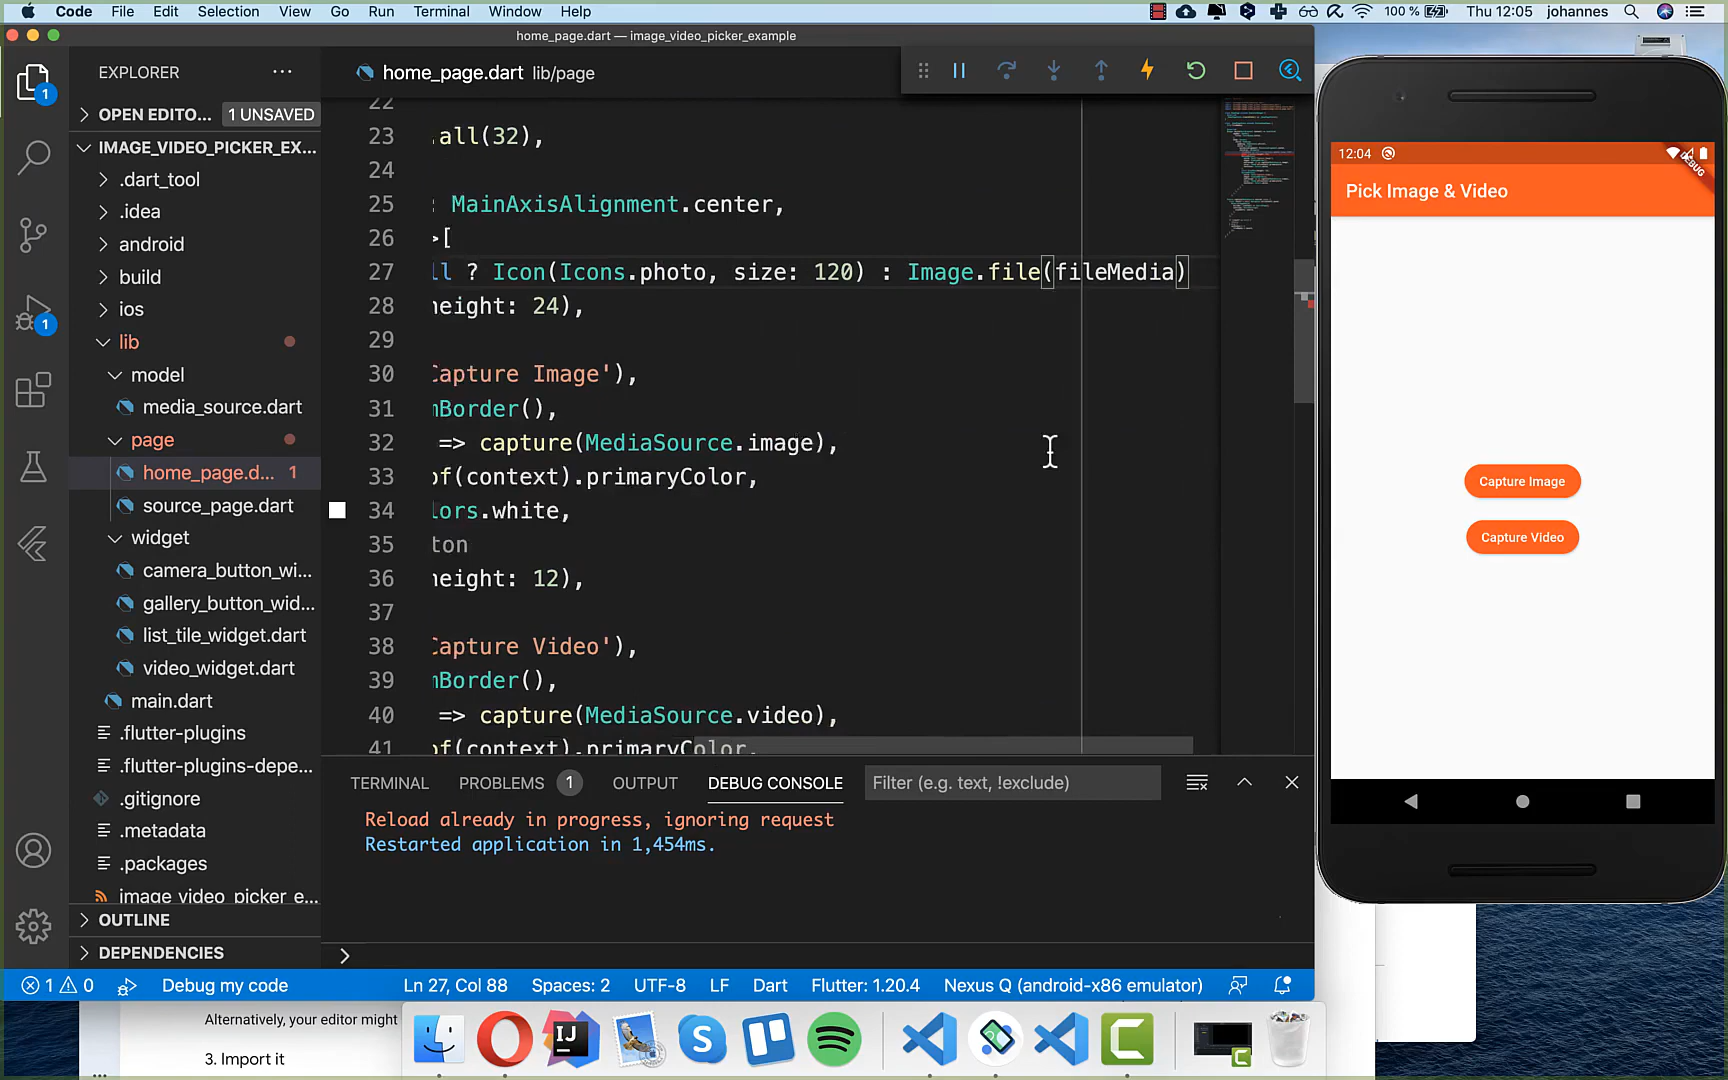 Code File Edit Selection View Go Run Terminal Window Help 100 % Thu 12:05 johannes
home_page.dart — image_video_picker_example
EXPLORER
OPEN EDITO... 1 UNSAVED
IMAGE_VIDEO_PICKER_EX...
.dart_tool
.idea
android
build
ios
lib
model
media_source.dart
page
home_page.d... 1
source_page.dart
widget
camera_button_wi...
gallery_button_wid...
list_tile_widget.dart
video_widget.dart
main.dart
.flutter-plugins
.flutter-plugins-depe...
.gitignore
.metadata
.packages
image_video_picker_e...
OUTLINE
DEPENDENCIES
1
1
home_page.dart lib/page
22
23 .all(32),
24
25 : MainAxisAlignment.center,
26 >[
27 ll ? Icon(Icons.photo, size: 120) : Image.file(fileMedia)
28 height: 24),
29
30 Capture Image'),
31 mBorder(),
32 => capture(MediaSource.image),
33 of(context).primaryColor,
34 lors.white,
35 ton
36 height: 12),
37
38 Capture Video'),
39 mBorder(),
40 => capture(MediaSource.video),
41 of(context).primaryColor,
TERMINAL PROBLEMS 1 OUTPUT DEBUG CONSOLE Filter (e.g. text, !exclude)
Reload already in progress, ignoring request
Restarted application in 1,454ms.
1 0 Debug my code Ln 27, Col 88 Spaces: 2 UTF-8 LF Dart Flutter: 1.20.4 Nexus Q (android-x86 emulator)
12:04
DEBUG
Pick Image & Video
Capture Image
Capture Video
Alternatively, your editor might
3. Import it